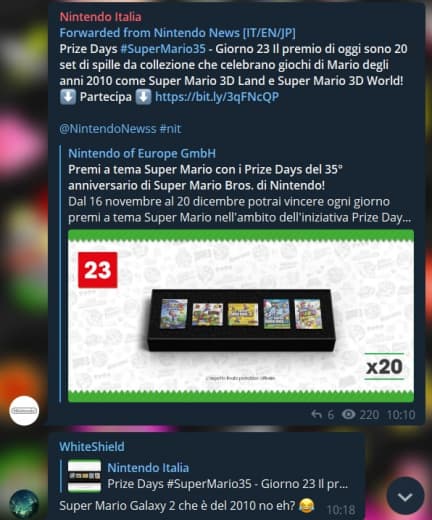 Nintendo Italia
Forwarded from Nintendo News [IT/EN/JP]
Prize Days #SuperMario35 - Giorno 23 Il premio di oggi sono 20
set di spille da collezione che celebrano giochi di Mario degli
anni 2010 come Super Mario 3D Land e Super Mario 3D World!
⬇️ Partecipa ⬇️ https://bit.ly/3qFNcQP
@NintendoNewss #nit
Nintendo of Europe GmbH
Premi a tema Super Mario con i Prize Days del 35°
anniversario di Super Mario Bros. di Nintendo!
Dal 16 novembre al 20 dicembre potrai vincere ogni giorno
premi a tema Super Mario nell'ambito dell'iniziativa Prize Day...
23
x20
6 220 10:10
WhiteShield
Nintendo Italia
Prize Days #SuperMario35 - Giorno 23 Il pr...
Super Mario Galaxy 2 che è del 2010 no eh? 😂 10:18